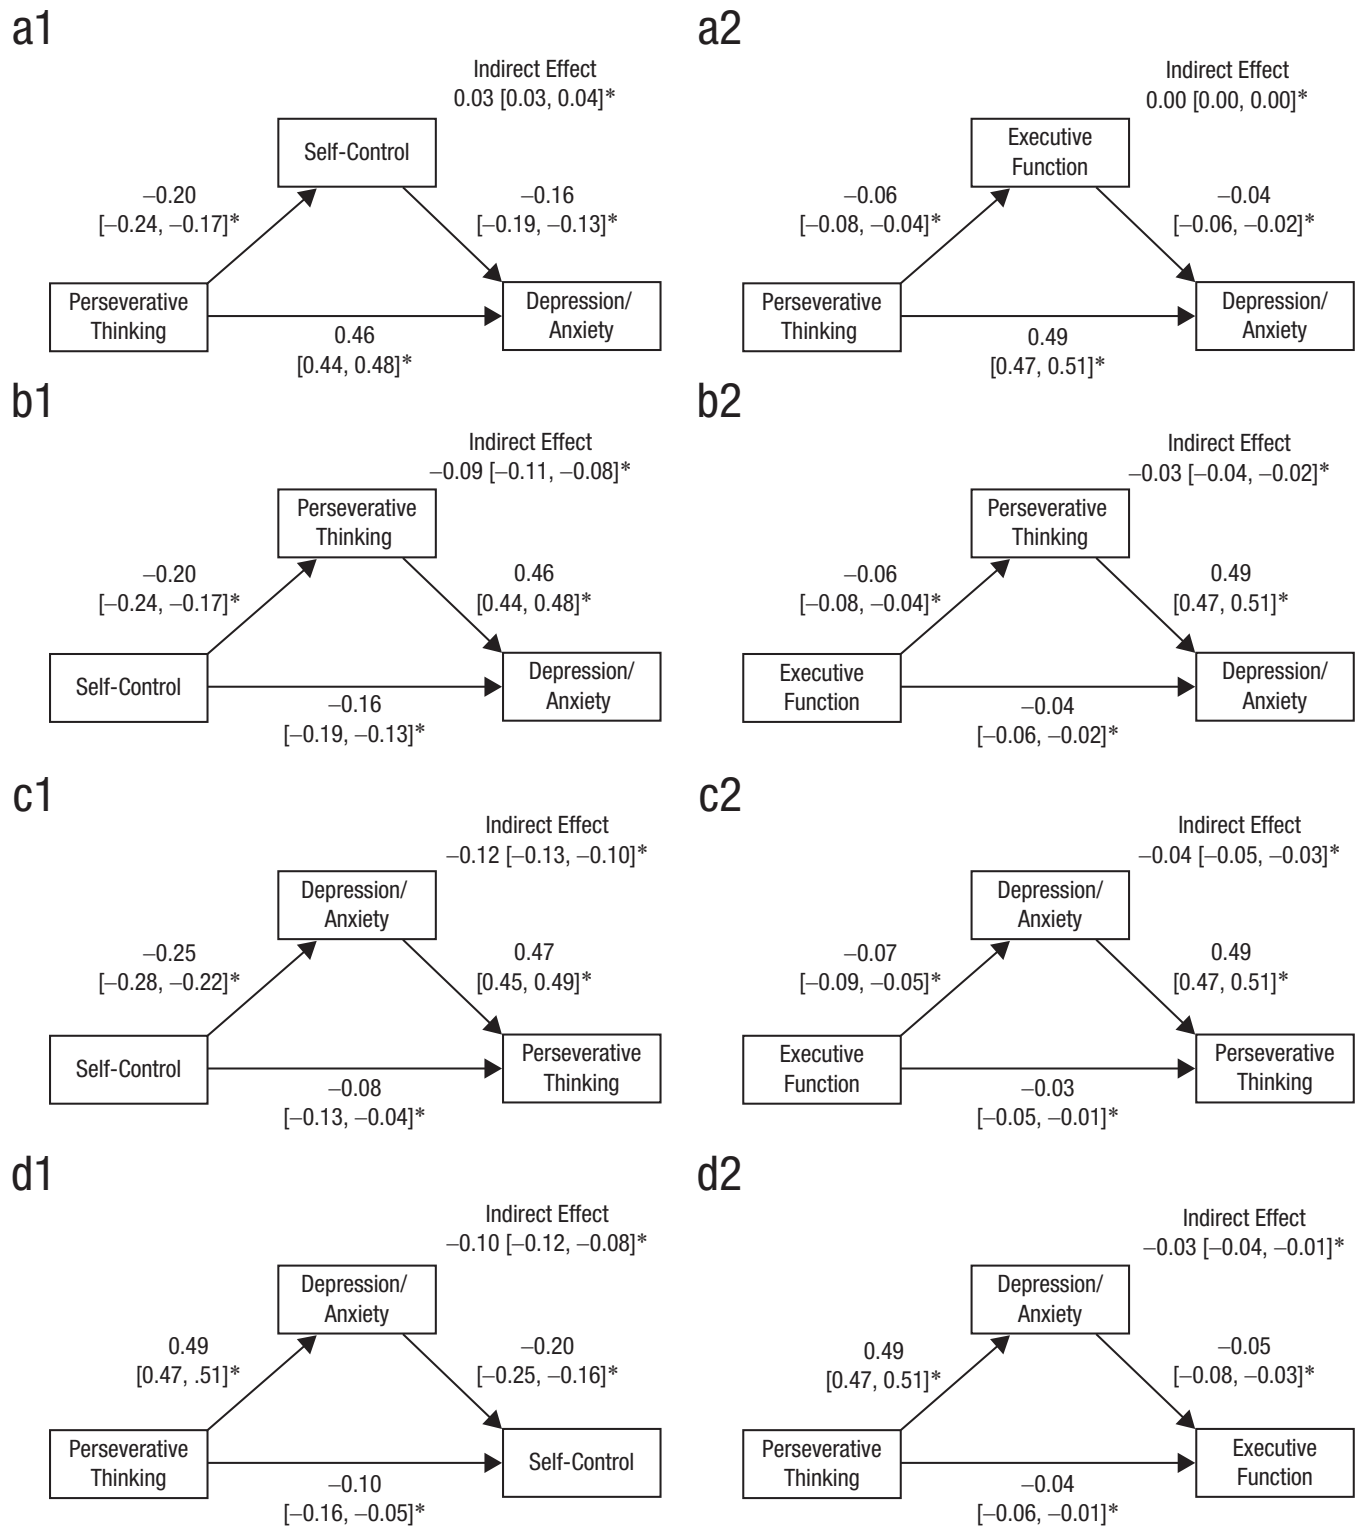 a1
Indirect Effect
0.03 [0.03, 0.04]*
Self-Control
−0.20
[−0.24, −0.17]*
−0.16
[−0.19, −0.13]*
Perseverative
Thinking
Depression/
Anxiety
0.46
[0.44, 0.48]*
a2
Indirect Effect
0.00 [0.00, 0.00]*
Executive
Function
−0.06
[−0.08, −0.04]*
−0.04
[−0.06, −0.02]*
Perseverative
Thinking
Depression/
Anxiety
0.49
[0.47, 0.51]*
b1
Indirect Effect
−0.09 [−0.11, −0.08]*
Perseverative
Thinking
−0.20
[−0.24, −0.17]*
0.46
[0.44, 0.48]*
Self-Control
Depression/
Anxiety
−0.16
[−0.19, −0.13]*
b2
Indirect Effect
−0.03 [−0.04, −0.02]*
Perseverative
Thinking
−0.06
[−0.08, −0.04]*
0.49
[0.47, 0.51]*
Executive
Function
Depression/
Anxiety
−0.04
[−0.06, −0.02]*
c1
Indirect Effect
−0.12 [−0.13, −0.10]*
Depression/
Anxiety
−0.25
[−0.28, −0.22]*
0.47
[0.45, 0.49]*
Self-Control
Perseverative
Thinking
−0.08
[−0.13, −0.04]*
c2
Indirect Effect
−0.04 [−0.05, −0.03]*
Depression/
Anxiety
−0.07
[−0.09, −0.05]*
0.49
[0.47, 0.51]*
Executive
Function
Perseverative
Thinking
−0.03
[−0.05, −0.01]*
d1
Indirect Effect
−0.10 [−0.12, −0.08]*
Depression/
Anxiety
0.49
[0.47, .51]*
−0.20
[−0.25, −0.16]*
Perseverative
Thinking
Self-Control
−0.10
[−0.16, −0.05]*
d2
Indirect Effect
−0.03 [−0.04, −0.01]*
Depression/
Anxiety
0.49
[0.47, 0.51]*
−0.05
[−0.08, −0.03]*
Perseverative
Thinking
Executive
Function
−0.04
[−0.06, −0.01]*